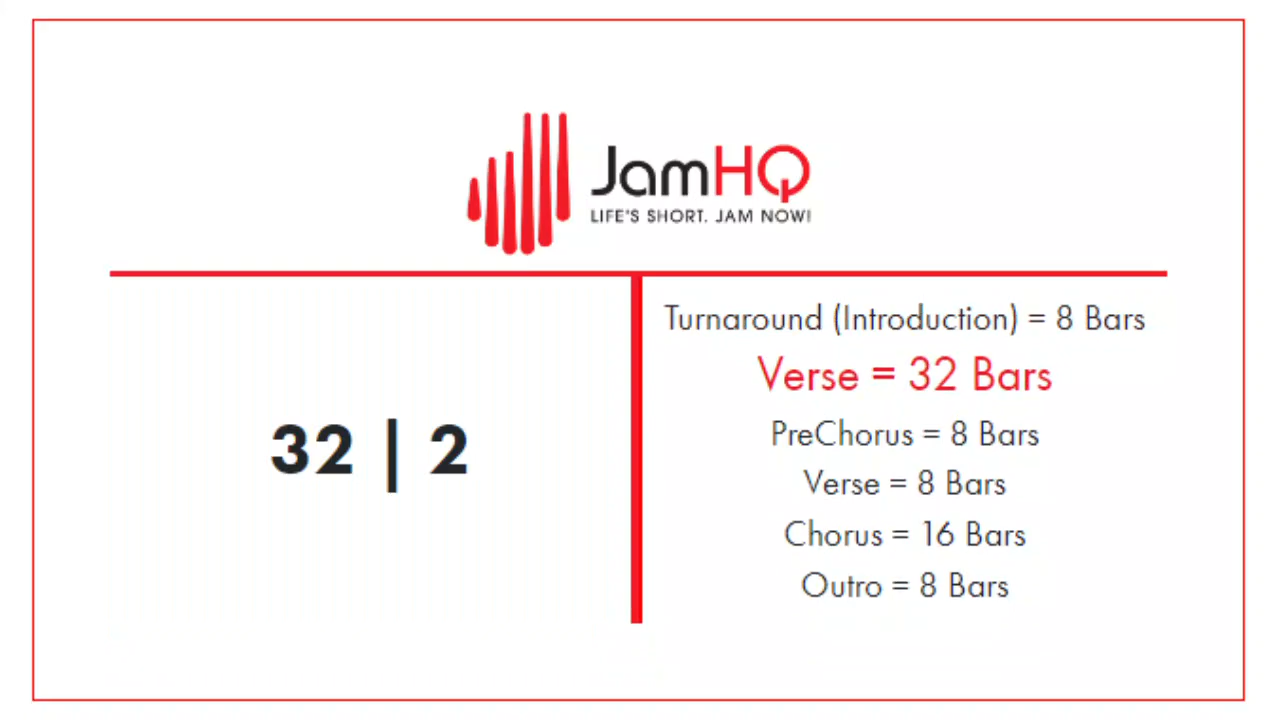 JamHQ
LIFE'S SHORT. JAM NOW!
32 | 2
Turnaround (Introduction) = 8 Bars
Verse = 32 Bars
PreChorus = 8 Bars
Verse = 8 Bars
Chorus = 16 Bars
Outro = 8 Bars